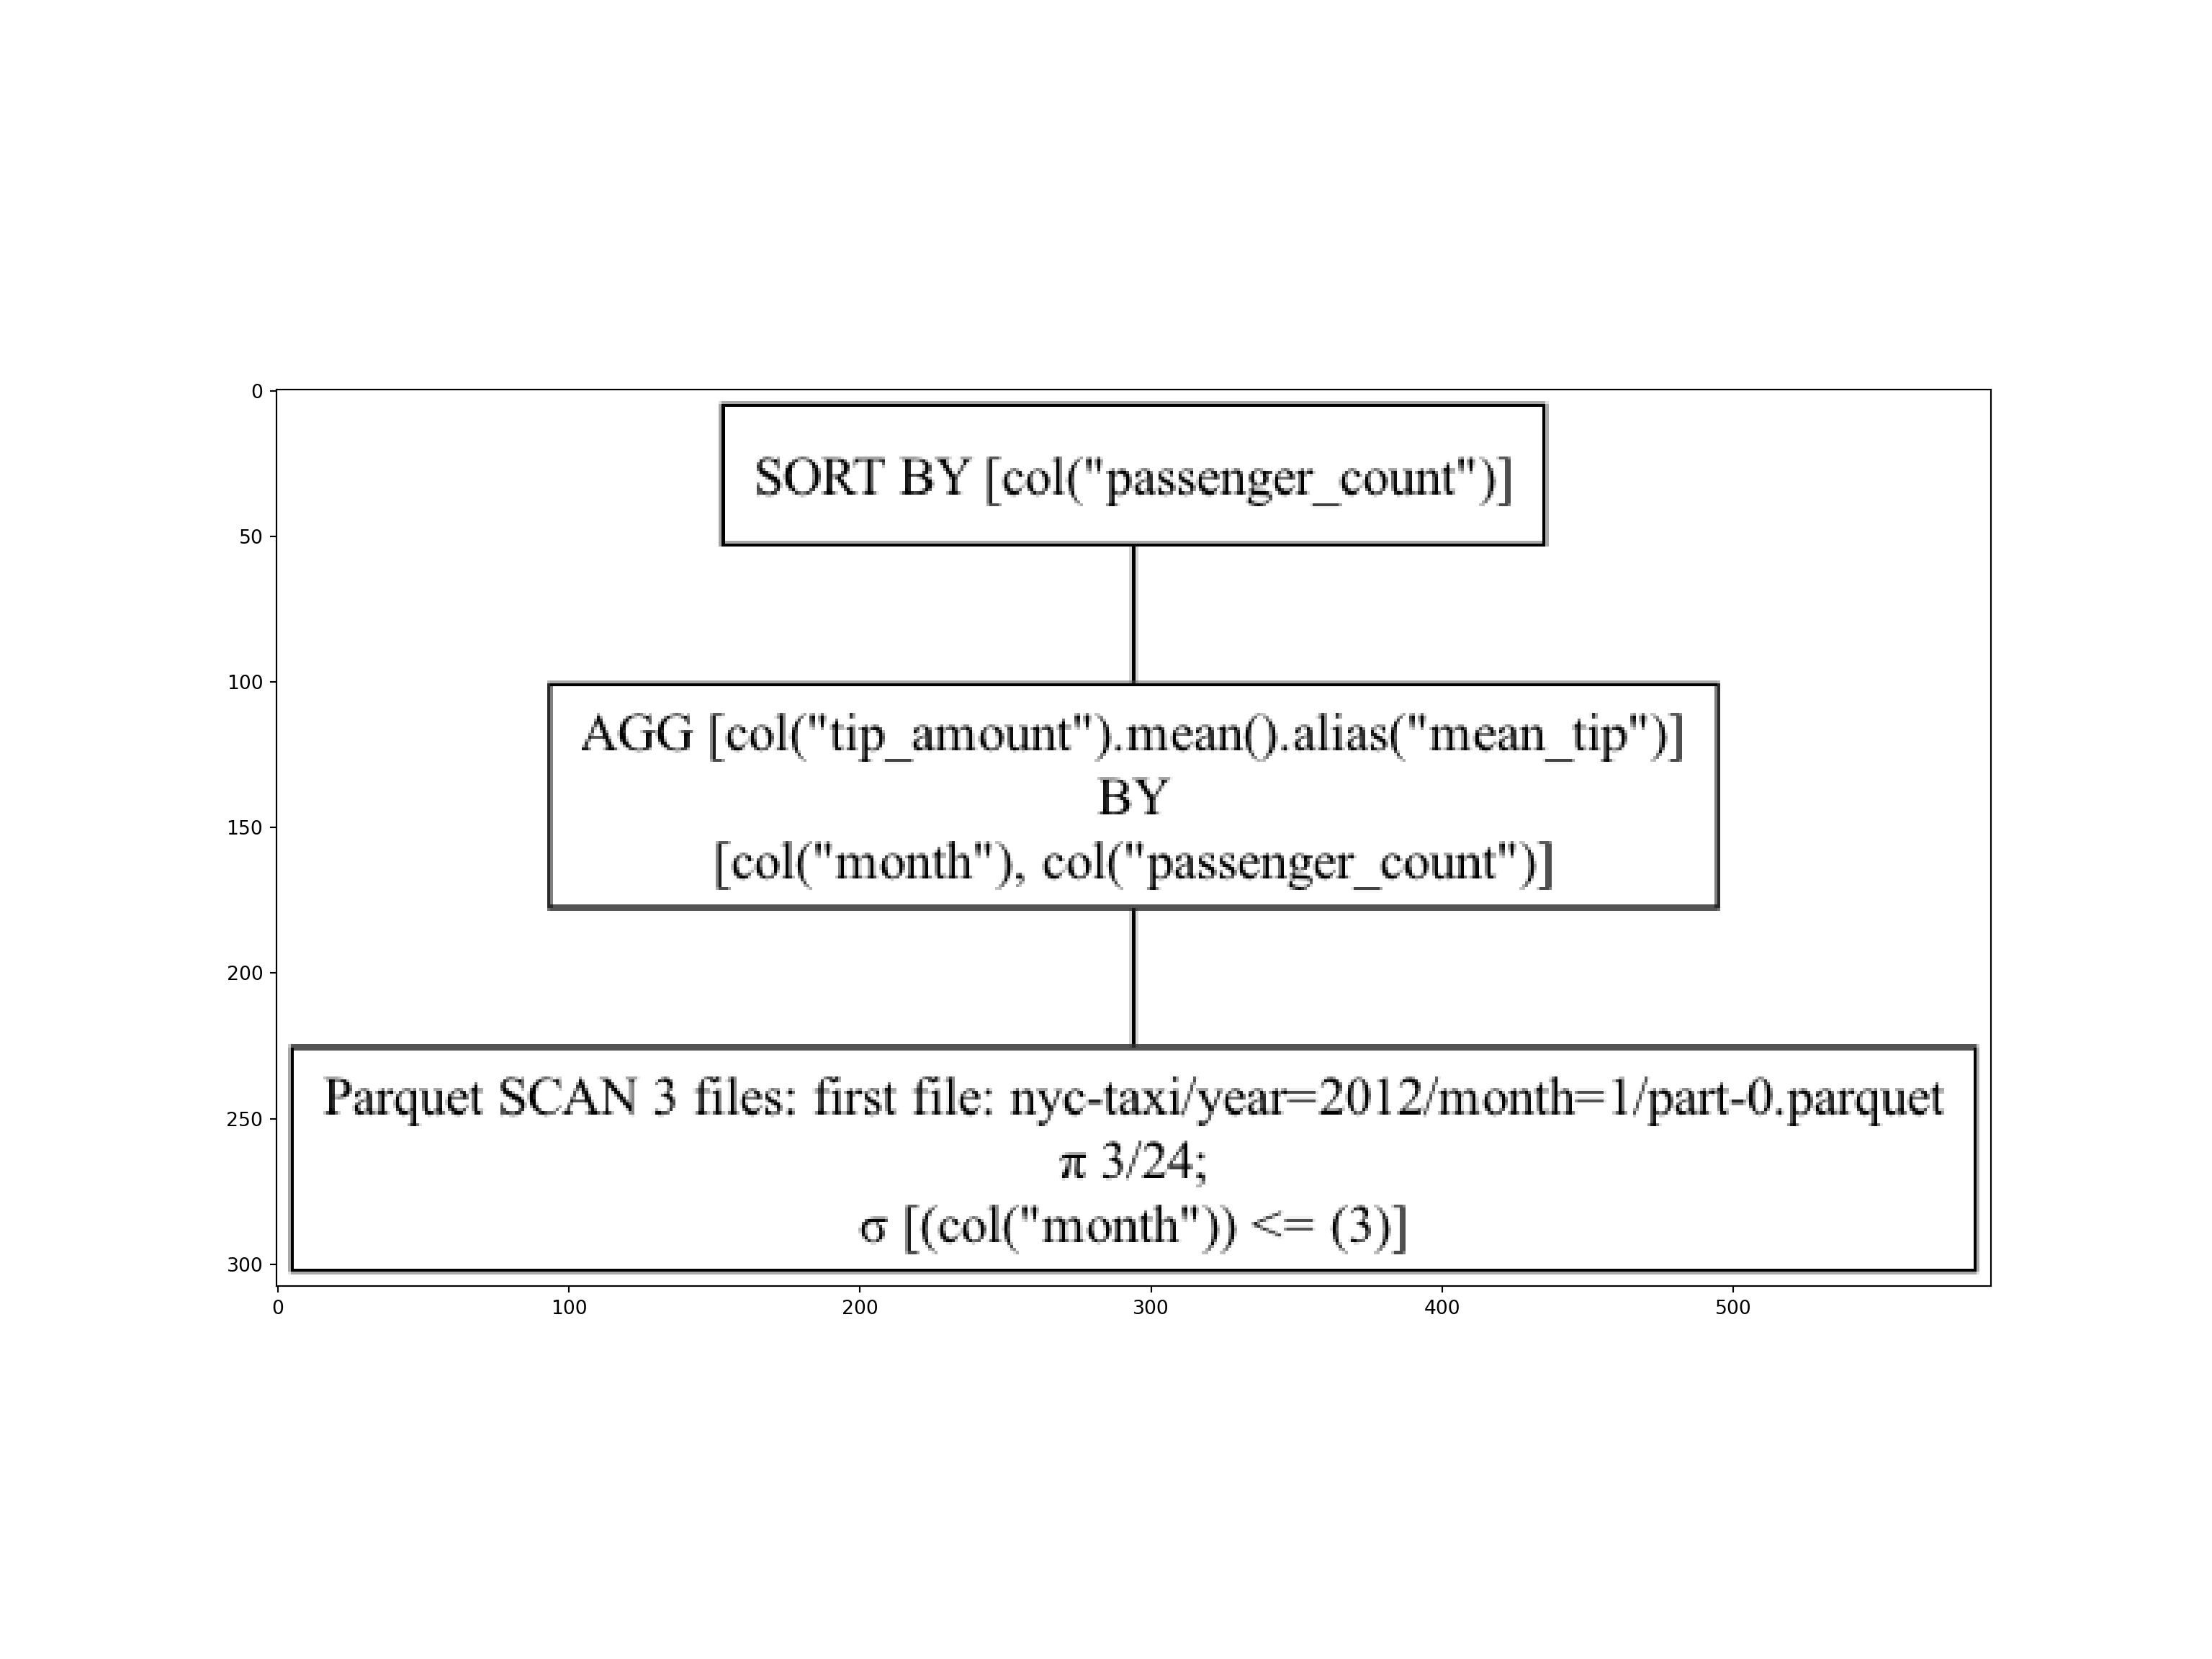 0
SORT BY [col("passenger_count")]
50
100
AGG [col("tip_amount").mean().alias("mean_tip")]
BY
150
[col("month"), col("passenger_count")]
200
Parquet SCAN 3 files: first file: nyc-taxi/year=2012/month=1/part-0.parquet
250
π 3/24;
σ [(col("month")) <= (3)]
300
0 100 200 300 400 500